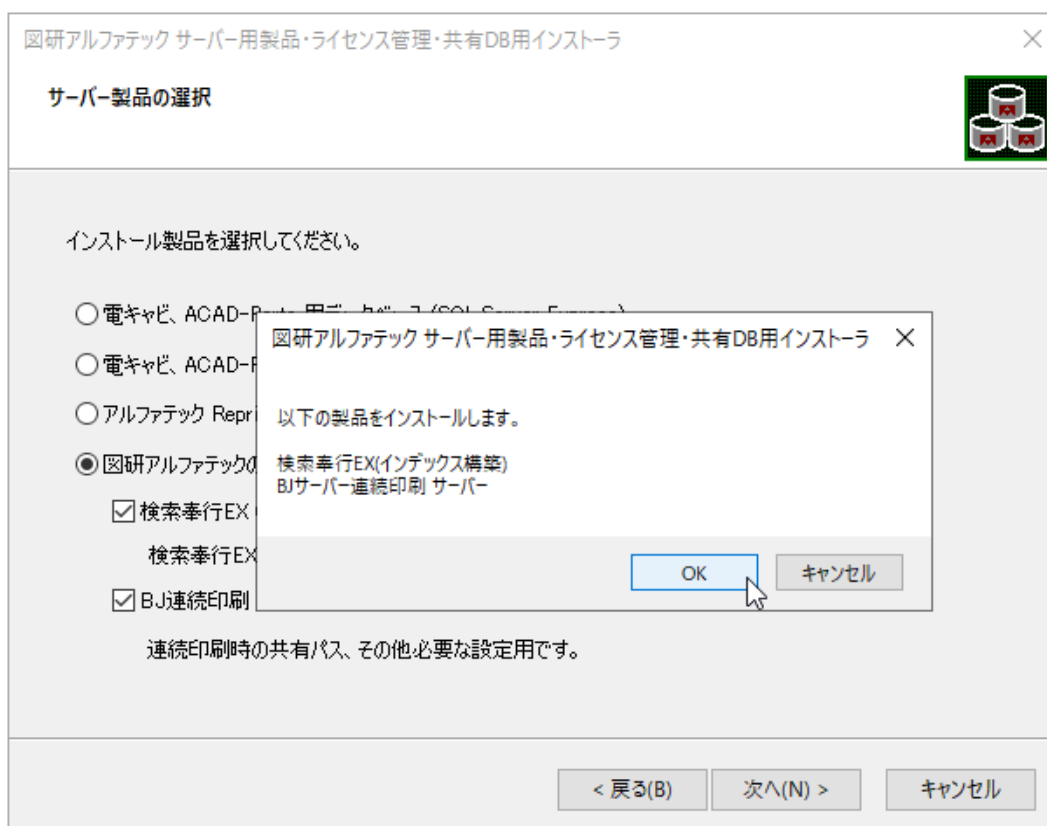 図研アルファテック サーバー用製品・ライセンス管理・共有DB用インストーラ
サーバー製品の選択
インストール製品を選択してください。
電キャビ、ACAD-
電キャビ、ACAD-
アルファテック Repri
図研アルファテックの
検索奉行EX
検索奉行EX
BJ連続印刷
連続印刷時の共有パス、その他必要な設定用です。
図研アルファテック サーバー用製品・ライセンス管理・共有DB用インストーラ
以下の製品をインストールします。
検索奉行EX(インデックス構築)
BJサーバー連続印刷 サーバー
OK
キャンセル
< 戻る(B)
次へ(N) >
キャンセル